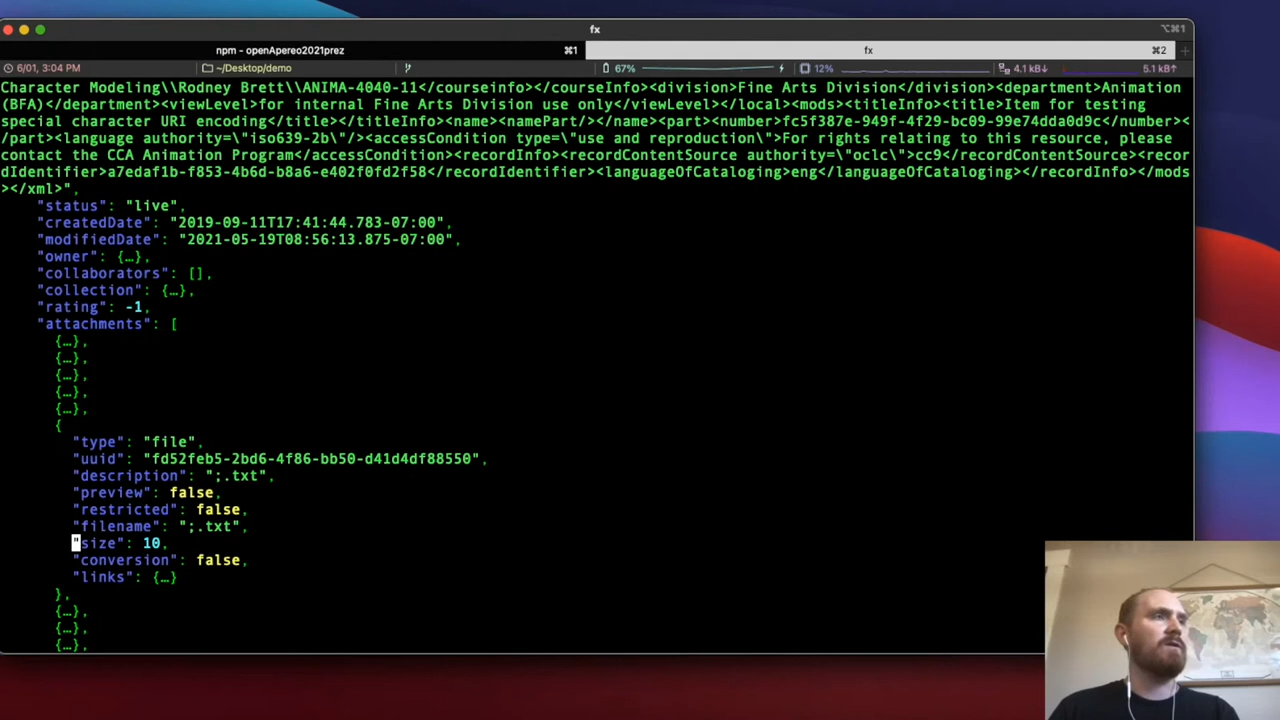 fx
⌥⌘1
npm - openApereo2021prez ⌘1 fx ⌘2 +
6/01, 3:04 PM ~/Desktop/demo 67% 12% 4.1 kB↓ 5.1 kB↑
Character Modeling\\Rodney Brett\\ANIMA-4040-11</courseinfo></courseInfo><division>Fine Arts Division</division><department>Animation
(BFA)</department><viewLevel>for internal Fine Arts Division use only</viewLevel></local><mods><titleInfo><title>Item for testing
special character URI encoding</title></titleInfo><name><namePart/></name><part><number>fc5f387e-949f-4f29-bc09-99e74dda0d9c</number><
/part><language authority=\"iso639-2b\"/><accessCondition type=\"use and reproduction\">For rights relating to this resource, please
contact the CCA Animation Program</accessCondition><recordInfo><recordContentSource authority=\"oclc\">cc9</recordContentSource><recor
dIdentifier>a7edaf1b-f853-4b6d-b8a6-e402f0fd2f58</recordIdentifier><languageOfCataloging>eng</languageOfCataloging></recordInfo></mods
></xml>",
"status": "live",
"createdDate": "2019-09-11T17:41:44.783-07:00",
"modifiedDate": "2021-05-19T08:56:13.875-07:00",
"owner": {…},
"collaborators": [],
"collection": {…},
"rating": -1,
"attachments": [
{…},
{…},
{…},
{…},
{…},
{
"type": "file",
"uuid": "fd52feb5-2bd6-4f86-bb50-d41d4df88550",
"description": ";.txt",
"preview": false,
"restricted": false,
"filename": ";.txt",
"size": 10,
"conversion": false,
"links": {…}
},
{…},
{…},
{…},